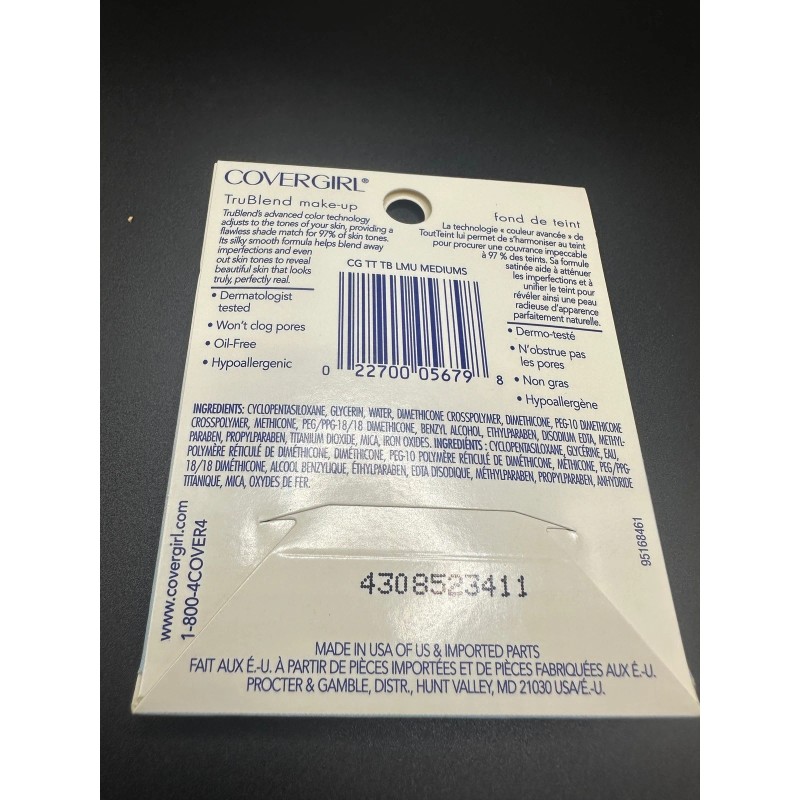 COVERGIRL®
TruBlend make-up
TruBlend's advanced color technology
adjusts to the tones of your skin, providing a
flawless shade match for 97% of skin tones.
Its silky smooth formula helps blend away
imperfections and even
out skin tones to reveal
beautiful skin that looks
truly, perfectly real.
• Dermatologist
tested
• Won't clog pores
• Oil-Free
• Hypoallergenic
fond de teint
La technologie « couleur avancée » de
ToutTeint lui permet de s'harmoniser au teint
pour procurer une couvrance impeccable
à 97 % des teints. Sa formule
satinée aide à atténuer
les imperfections et à
unifier le teint pour
révéler ainsi une peau
radieuse d'apparence
parfaitement naturelle.
• Dermo-testé
• N'obstrue pas
les pores
• Non gras
• Hypoallergène
CG TT TB LMU MEDIUMS
0 22700 05679 8
INGREDIENTS: CYCLOPENTASILOXANE, GLYCERIN, WATER, DIMETHICONE CROSSPOLYMER, DIMETHICONE, PEG-10 DIMETHICONE
CROSSPOLYMER, METHICONE, PEG/PPG-18/18 DIMETHICONE, BENZYL ALCOHOL, ETHYLPARABEN, DISODIUM EDTA, METHYL-
PARABEN, PROPYLPARABEN, TITANIUM DIOXIDE, MICA, IRON OXIDES. INGRÉDIENTS : CYCLOPENTASILOXANE, GLYCÉRINE, EAU,
POLYMÈRE RÉTICULÉ DE DIMÉTHICONE, DIMÉTHICONE, PEG-10 POLYMÈRE RÉTICULÉ DE DIMÉTHICONE, MÉTHICONE, PEG/PPG-
18/18 DIMÉTHICONE, ALCOOL BENZYLIQUE, ÉTHYLPARABEN, EDTA DISODIQUE, MÉTHYLPARABEN, PROPYLPARABEN, ANHYDRIDE
TITANIQUE, MICA, OXYDES DE FER.
www.covergirl.com
1-800-4COVER4
95168461
4308523411
MADE IN USA OF US & IMPORTED PARTS
FAIT AUX É.-U. À PARTIR DE PIÈCES IMPORTÉES ET DE PIÈCES FABRIQUÉES AUX É.-U.
PROCTER & GAMBLE, DISTR., HUNT VALLEY, MD 21030 USA/É.-U.